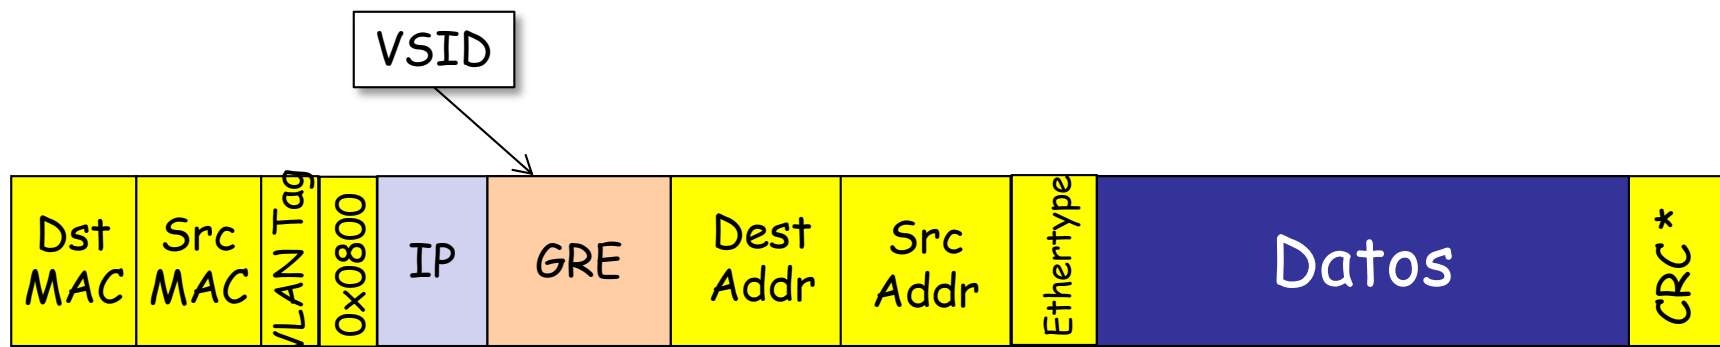 VSID
Dst
MAC
Src
MAC
VLAN Tag
0x0800
IP
GRE
Dest
Addr
Src
Addr
Ethertype
Datos
CRC *